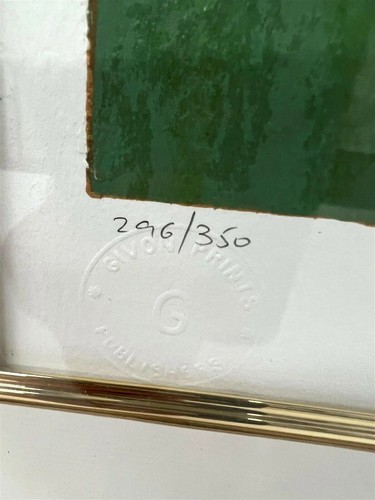 296/350
GIVON PRINTS
G
PUBLISHERS